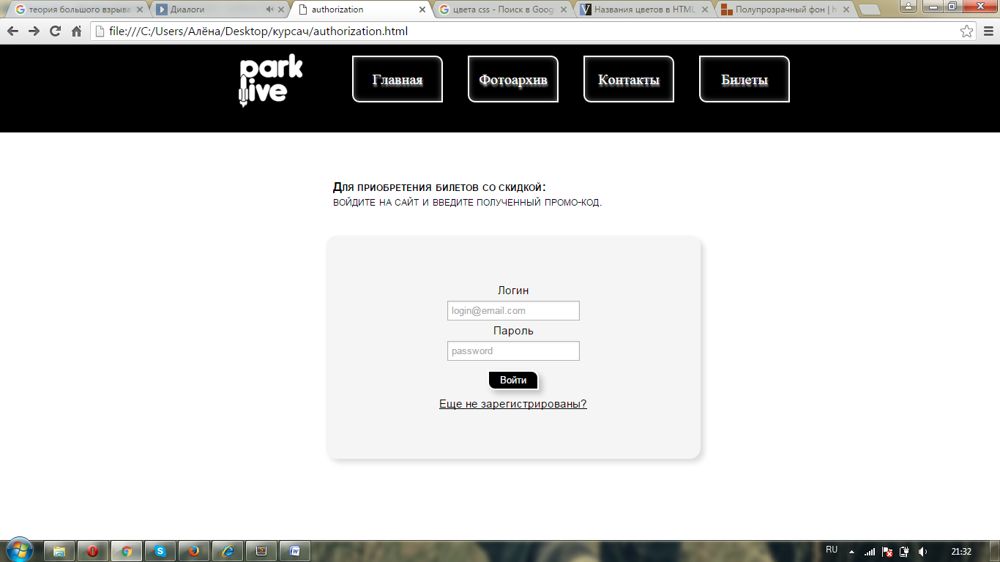 теория большого взрыва
Диалоги
authorization
цвета css - Поиск в Goog
Названия цветов в HTML
Полупрозрачный фон | h
file:///C:/Users/Алёна/Desktop/курсач/authorization.html
park live
Главная
Фотоархив
Контакты
Билеты
Для приобретения билетов со скидкой:
войдите на сайт и введите полученный промо-код.
Логин
login@email.com
Пароль
password
Войти
Еще не зарегистрированы?
RU
21:32